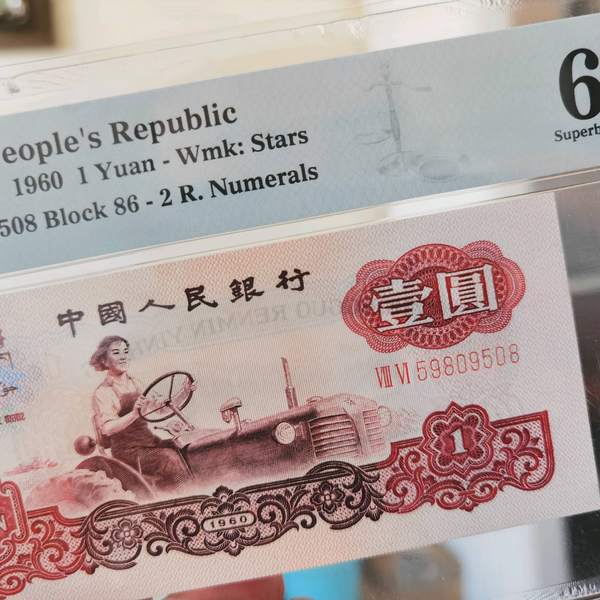 eople's Republic
1960 1 Yuan - Wmk: Stars
508 Block 86 - 2 R. Numerals
6
Superb
中國人民銀行
壹圓
VIII VI 59809508
1
1960